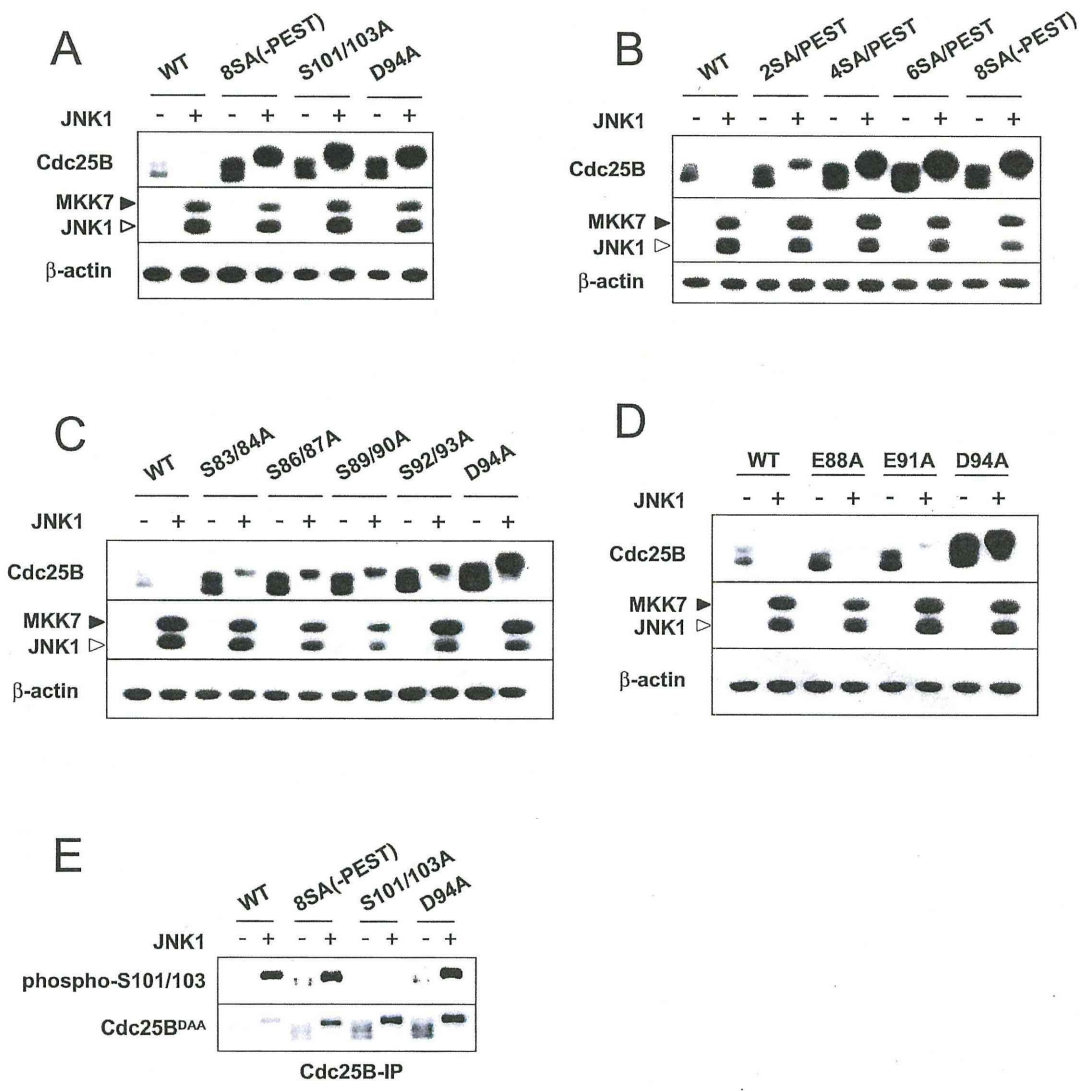 A
WT 8SA(-PEST) S101/103A D94A
JNK1 - + - + - + - +
Cdc25B
MKK7
JNK1
β-actin
B
WT 2SA/PEST 4SA/PEST 6SA/PEST 8SA(-PEST)
JNK1 - + - + - + - + - +
Cdc25B
MKK7
JNK1
β-actin
C
WT S83/84A S86/87A S89/90A S92/93A D94A
JNK1 - + - + - + - + - + - +
Cdc25B
MKK7
JNK1
β-actin
D
WT E88A E91A D94A
JNK1 - + - + - + - +
Cdc25B
MKK7
JNK1
β-actin
E
WT 8SA(-PEST) S101/103A D94A
JNK1 - + - + - + - +
phospho-S101/103
Cdc25BDAA
Cdc25B-IP